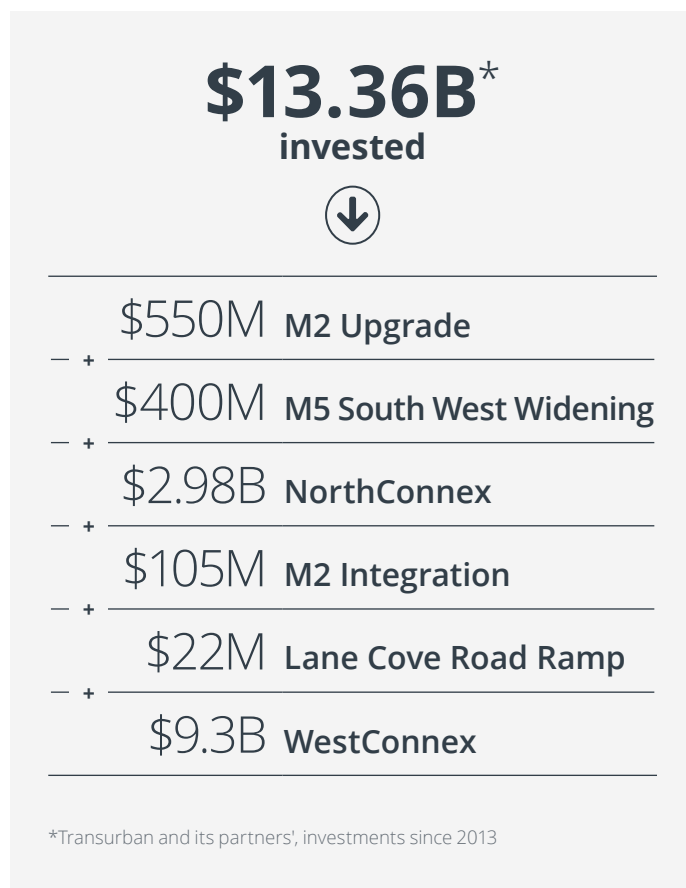 $13.36B*
invested
$550M M2 Upgrade
+
$400M M5 South West Widening
+
$2.98B NorthConnex
+
$105M M2 Integration
+
$22M Lane Cove Road Ramp
+
$9.3B WestConnex
*Transurban and its partners', investments since 2013